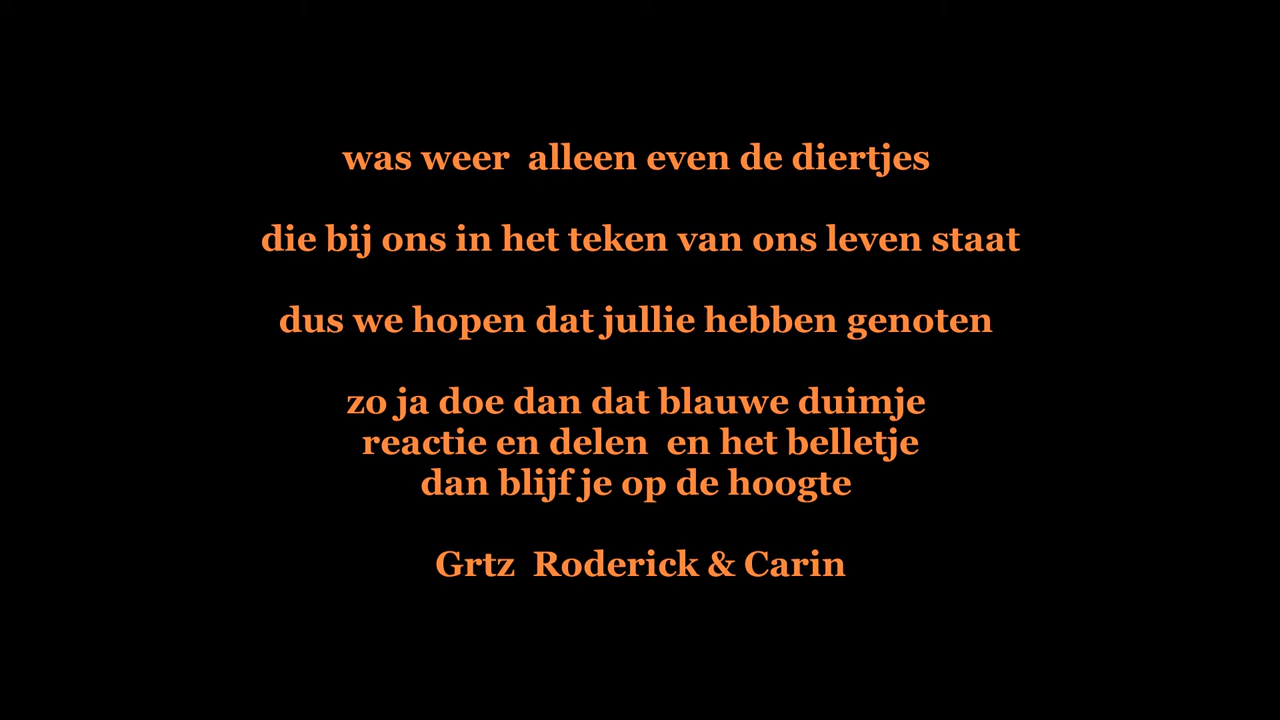 was weer  alleen even de diertjes
die bij ons in het teken van ons leven staat
dus we hopen dat jullie hebben genoten
zo ja doe dan dat blauwe duimje
reactie en delen  en het belletje
dan blijf je op de hoogte
Grtz  Roderick & Carin